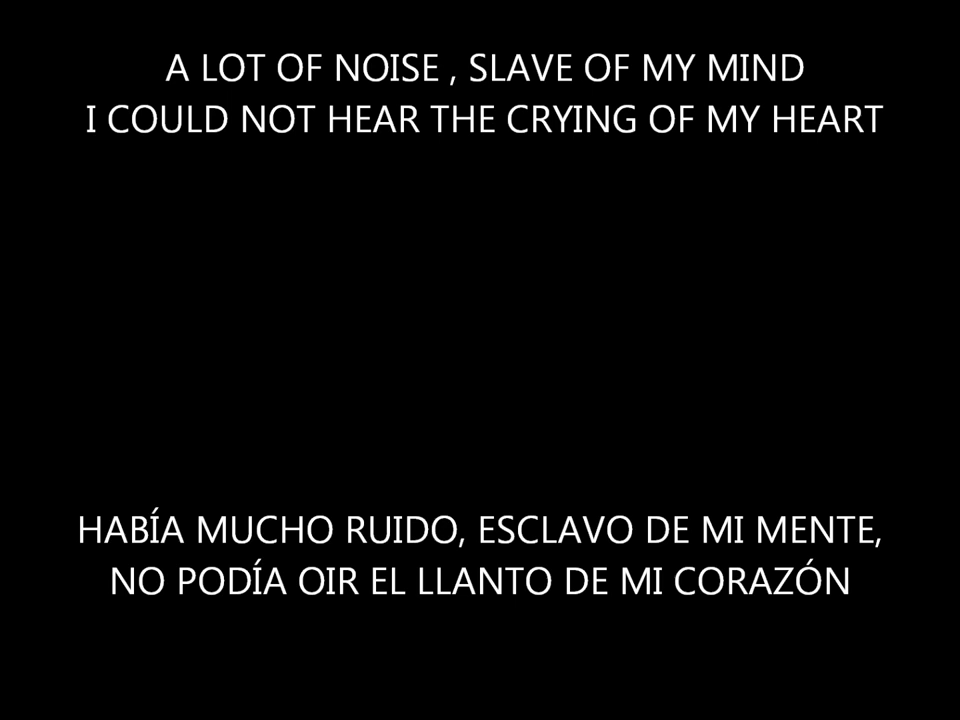 A LOT OF NOISE , SLAVE OF MY MIND
I COULD NOT HEAR THE CRYING OF MY HEART
HABÍA MUCHO RUIDO, ESCLAVO DE MI MENTE,
NO PODÍA OIR EL LLANTO DE MI CORAZÓN